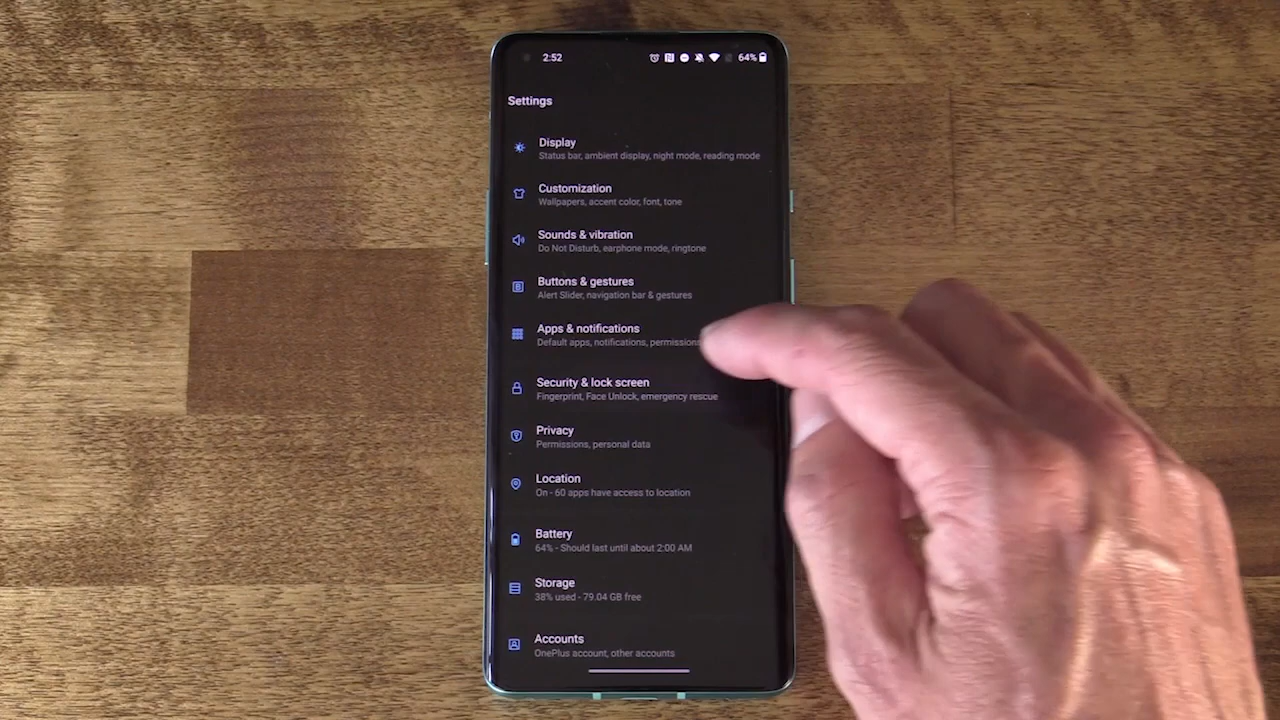 2:52 64%
Settings
Display
Status bar, ambient display, night mode, reading mode
Customization
Wallpapers, accent color, font, tone
Sounds & vibration
Do Not Disturb, earphone mode, ringtone
Buttons & gestures
Alert Slider, navigation bar & gestures
Apps & notifications
Default apps, notifications, permissions
Security & lock screen
Fingerprint, Face Unlock, emergency rescue
Privacy
Permissions, personal data
Location
On - 60 apps have access to location
Battery
64% - Should last until about 2:00 AM
Storage
38% used - 79.04 GB free
Accounts
OnePlus account, other accounts